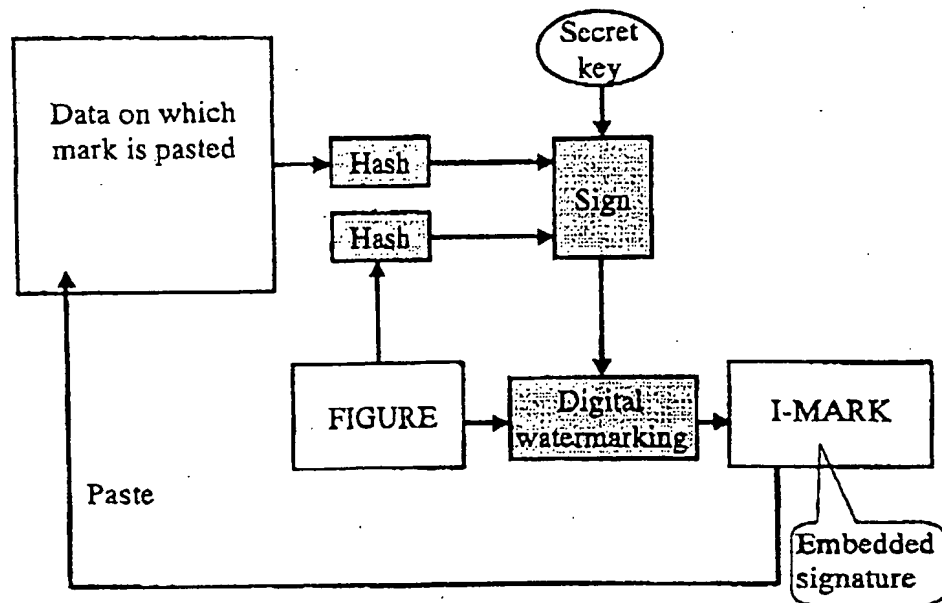 Secret
key
Data on which
mark is pasted
Hash
Sign
Hash
FIGURE
Digital
watermarking
I-MARK
Paste
Embedded
signature